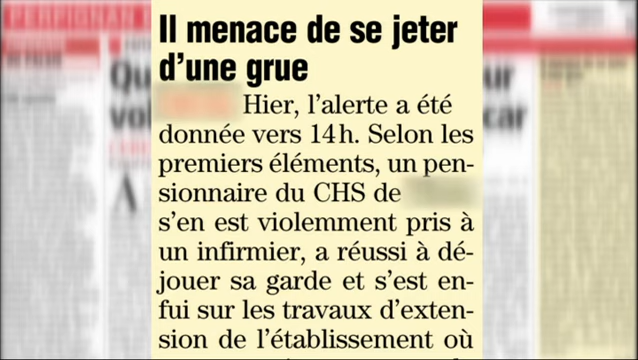 PERPIGNAN
Il menace de se jeter
d'une grue
Hier, l'alerte a été
donnée vers 14h. Selon les
premiers éléments, un pen-
sionnaire du CHS de
s'en est violemment pris à
un infirmier, a réussi à dé-
jouer sa garde et s'est en-
fui sur les travaux d'exten-
sion de l'établissement où